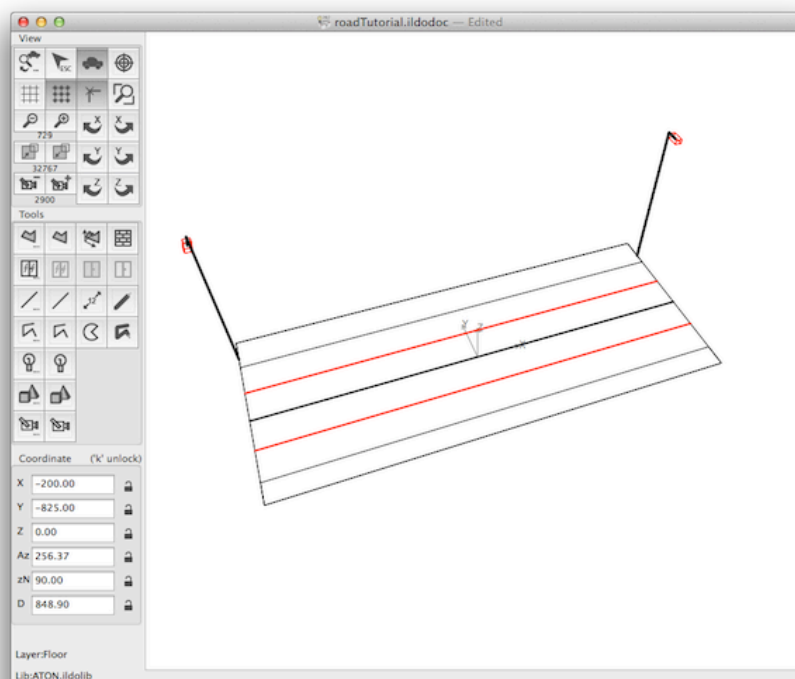 roadTutorial.ildodoc — Edited
View
ESC
X X
729
Y Y
32767
Z Z
2900
Tools
Coordinate ('k' unlock)
X -200.00
Y -825.00
Z 0.00
Az 256.37
zN 90.00
D 848.90
Layer:Floor
Lib:ATON.ildolib